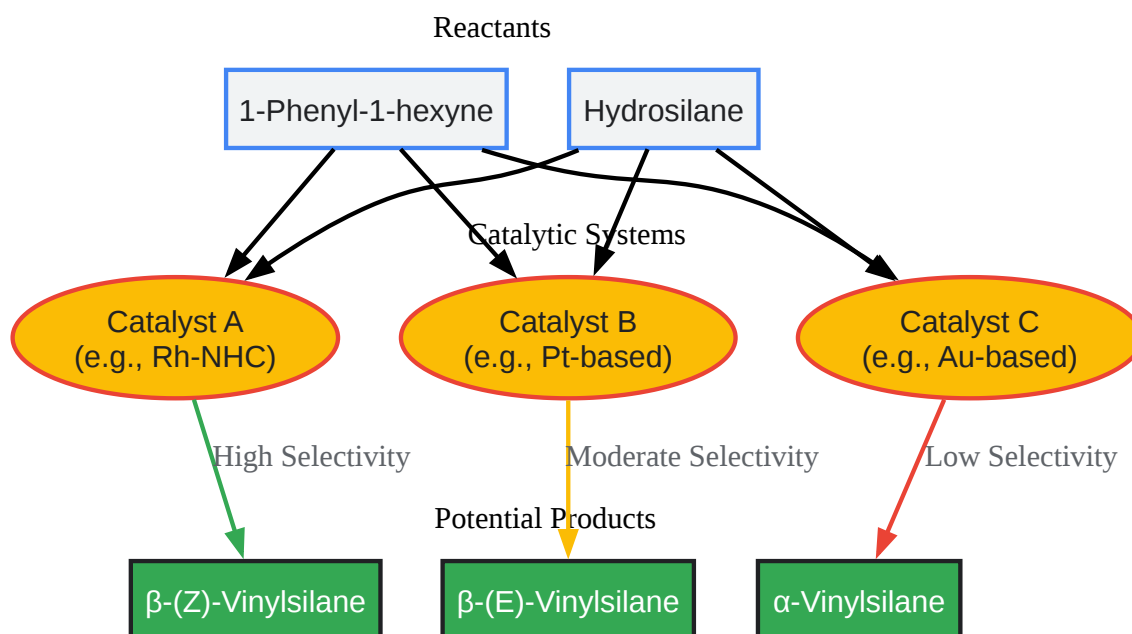 Reactants
1-Phenyl-1-hexyne
Hydrosilane
Catalytic Systems
Catalyst A
(e.g., Rh-NHC)
Catalyst B
(e.g., Pt-based)
Catalyst C
(e.g., Au-based)
High Selectivity
Moderate Selectivity
Low Selectivity
Potential Products
β-(Z)-Vinylsilane
β-(E)-Vinylsilane
α-Vinylsilane